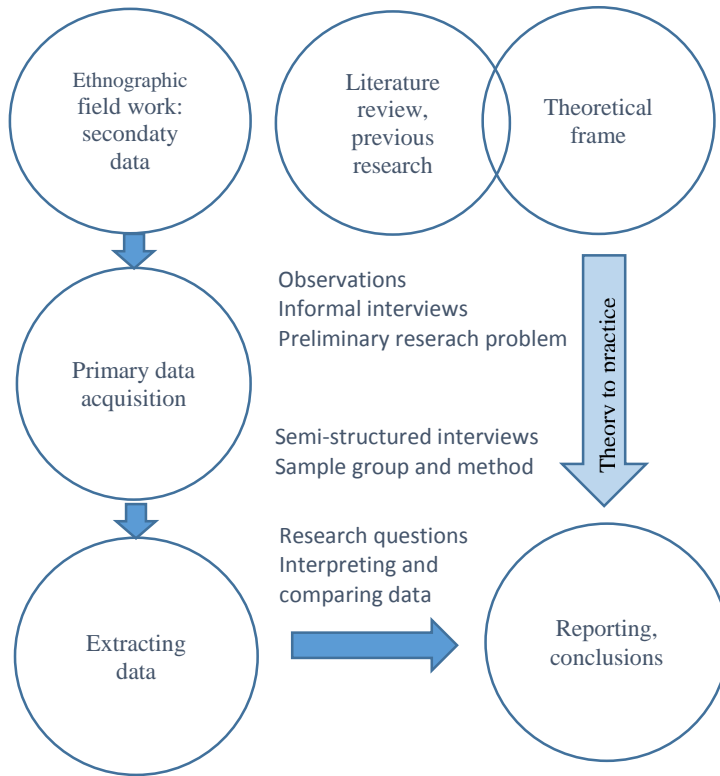 Ethnographic
field work:
secondaty
data
Literature
review,
previous
research
Theoretical
frame
Observations
Informal interviews
Preliminary reserach problem
Primary data
acquisition
Theory to practice
Semi-structured interviews
Sample group and method
Research questions
Interpreting and
comparing data
Extracting
data
Reporting,
conclusions